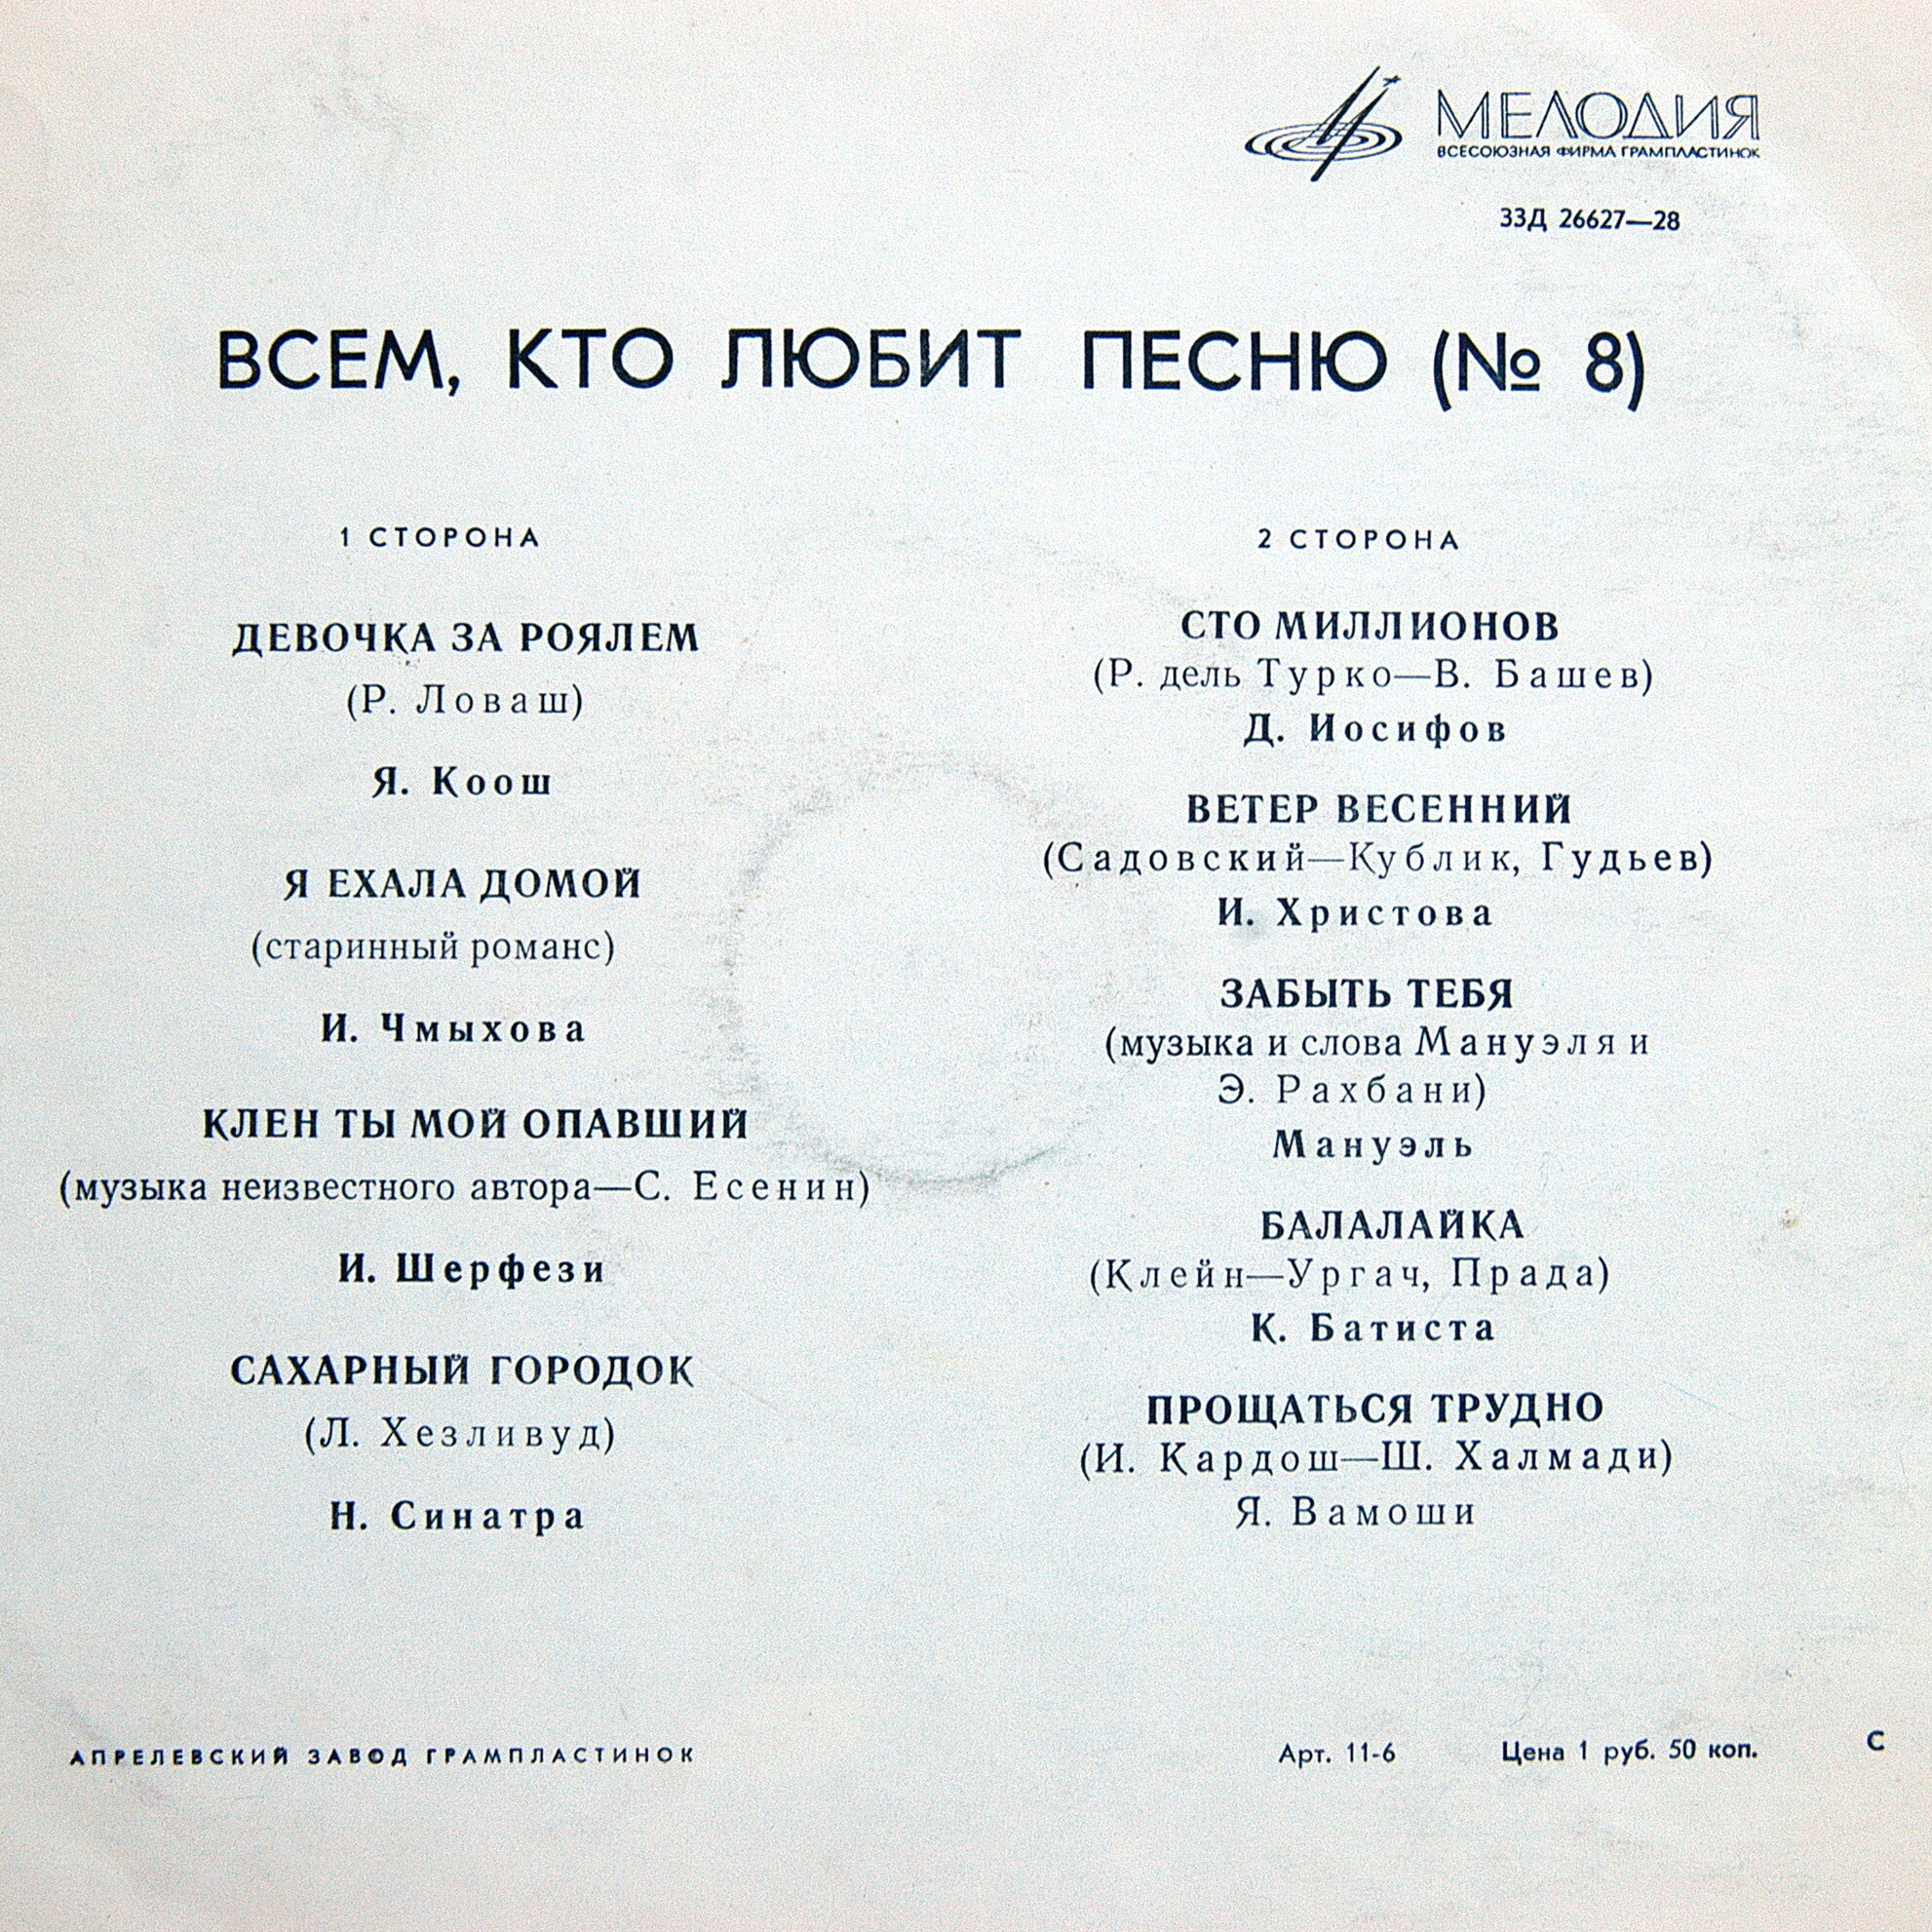 МЕЛОДИЯ
ВСЕСОЮЗНАЯ ФИРМА ГРАМПЛАСТИНОК
33Д 26627—28
ВСЕМ, КТО ЛЮБИТ ПЕСНЮ (№ 8)
1 СТОРОНА
ДЕВОЧКА ЗА РОЯЛЕМ
(Р. Ловаш)
Я. Коош
Я ЕХАЛА ДОМОЙ
(старинный романс)
И. Чмыхова
КЛЕН ТЫ МОЙ ОПАВШИЙ
(музыка неизвестного автора—С. Есенин)
И. Шерфези
САХАРНЫЙ ГОРОДОК
(Л. Хезливуд)
Н. Синатра
2 СТОРОНА
СТО МИЛЛИОНОВ
(Р. дель Турко—В. Башев)
Д. Иосифов
ВЕТЕР ВЕСЕННИЙ
(Садовский—Кублик, Гудьев)
И. Христова
ЗАБЫТЬ ТЕБЯ
(музыка и слова Мануэля и
Э. Рахбани)
Мануэль
БАЛАЛАЙКА
(Клейн—Ургач, Прада)
К. Батиста
ПРОЩАТЬСЯ ТРУДНО
(И. Кардош—Ш. Халмади)
Я. Вамоши
АПРЕЛЕВСКИЙ ЗАВОД ГРАМПЛАСТИНОК
Арт. 11-6 Цена 1 руб. 50 коп. С